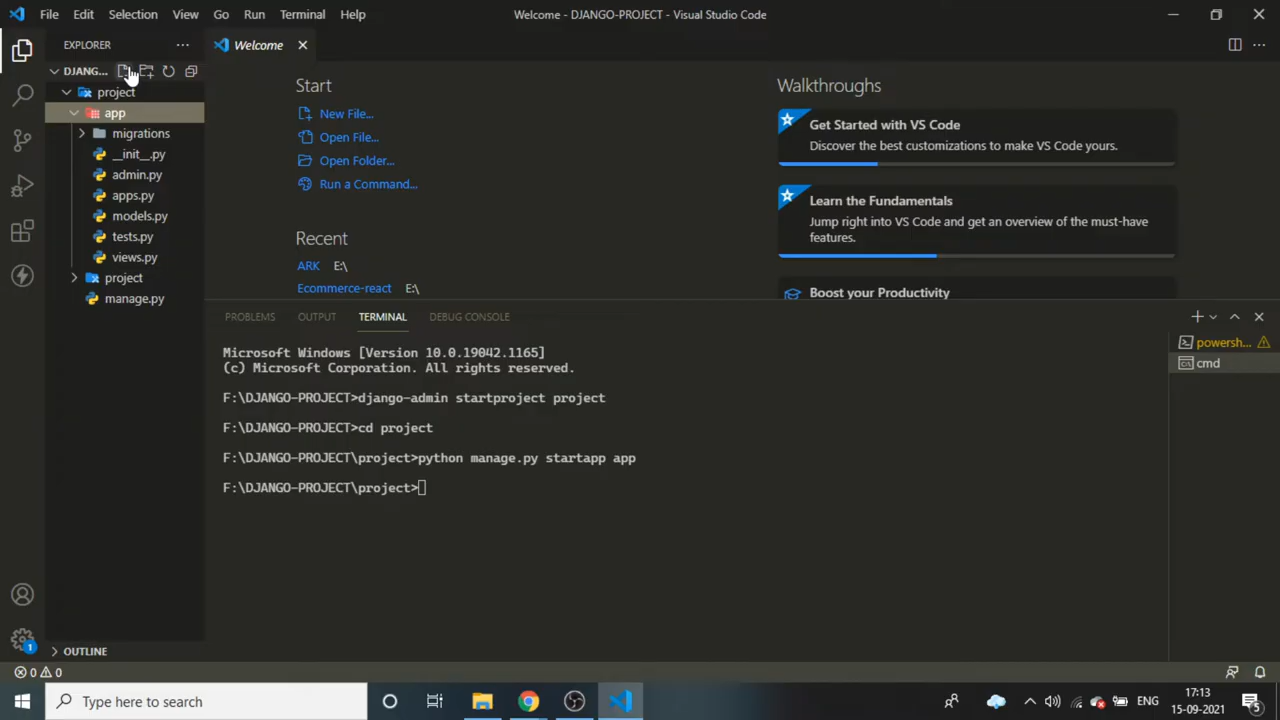 File Edit Selection View Go Run Terminal Help
Welcome - DJANGO-PROJECT - Visual Studio Code
EXPLORER
Welcome
DJANG...
project
app
migrations
__init__.py
admin.py
apps.py
models.py
tests.py
views.py
project
manage.py
OUTLINE
Start
New File...
Open File...
Open Folder...
Run a Command...
Recent
ARK E:\
Ecommerce-react E:\
Walkthroughs
Get Started with VS Code
Discover the best customizations to make VS Code yours.
Learn the Fundamentals
Jump right into VS Code and get an overview of the must-have
features.
Boost your Productivity
PROBLEMS OUTPUT TERMINAL DEBUG CONSOLE
powersh...
cmd
Microsoft Windows [Version 10.0.19042.1165]
(c) Microsoft Corporation. All rights reserved.
F:\DJANGO-PROJECT>django-admin startproject project
F:\DJANGO-PROJECT>cd project
F:\DJANGO-PROJECT\project>python manage.py startapp app
F:\DJANGO-PROJECT\project>
1
0 0
Type here to search
ENG
17:13
15-09-2021
5